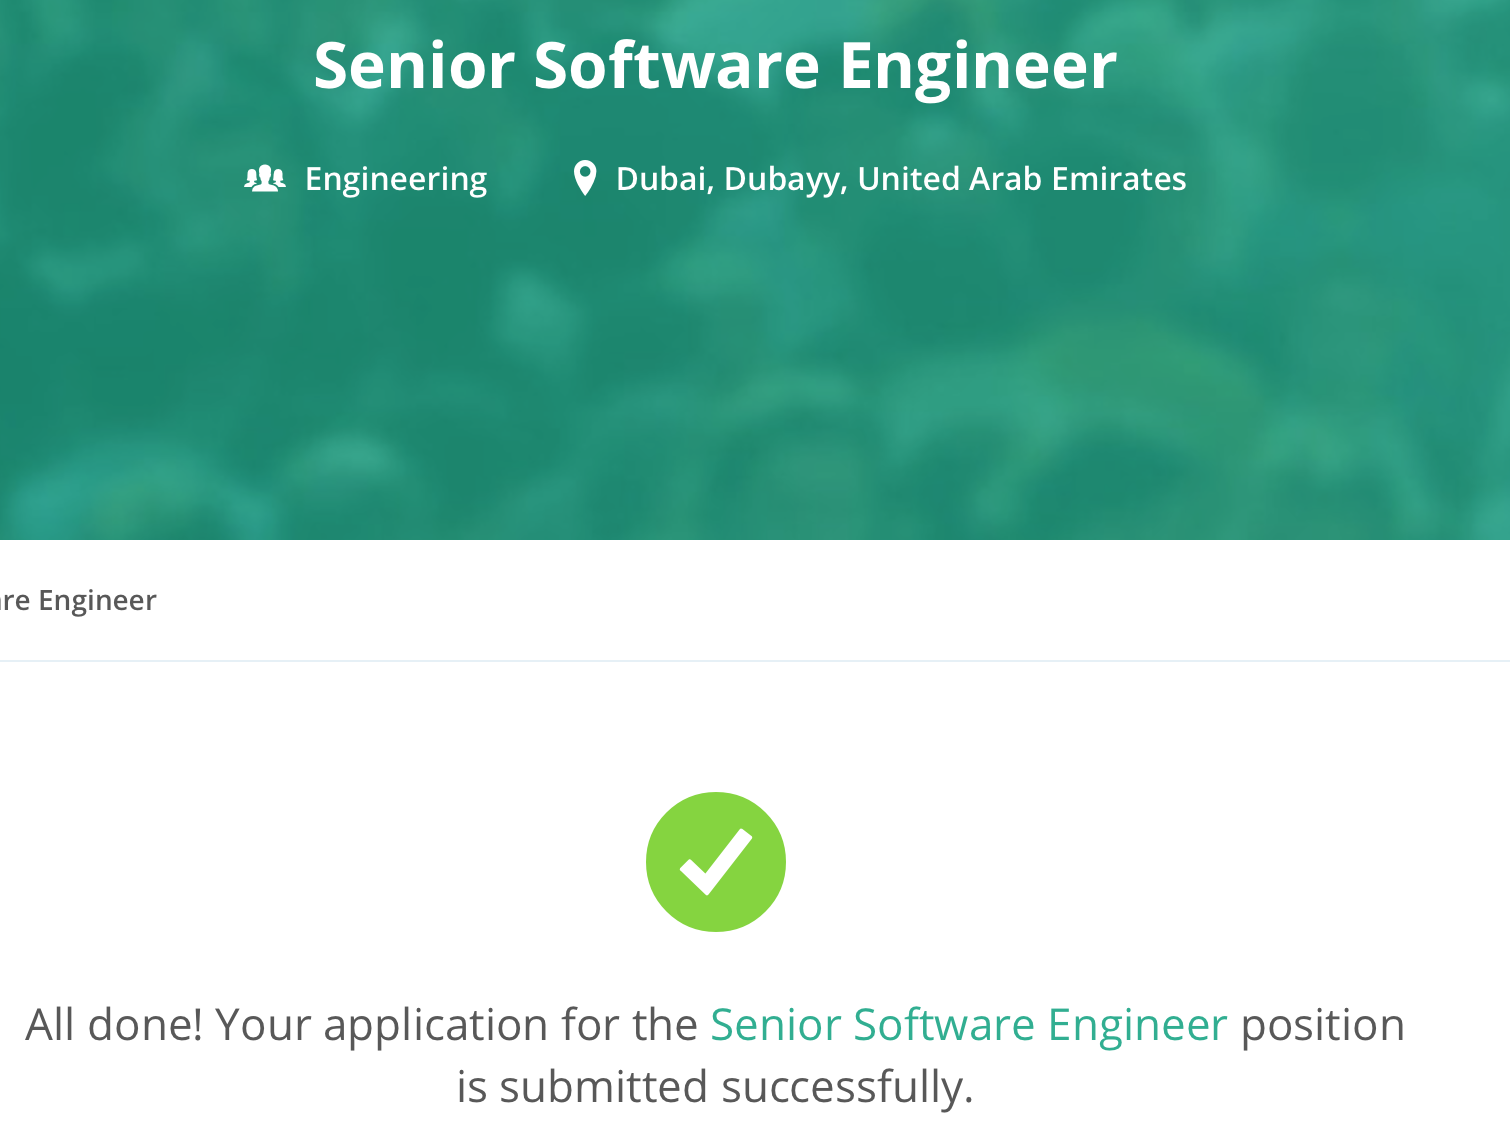 Senior Software Engineer
Engineering
Dubai, Dubayy, United Arab Emirates
re Engineer
All done! Your application for the Senior Software Engineer position
is submitted successfully.